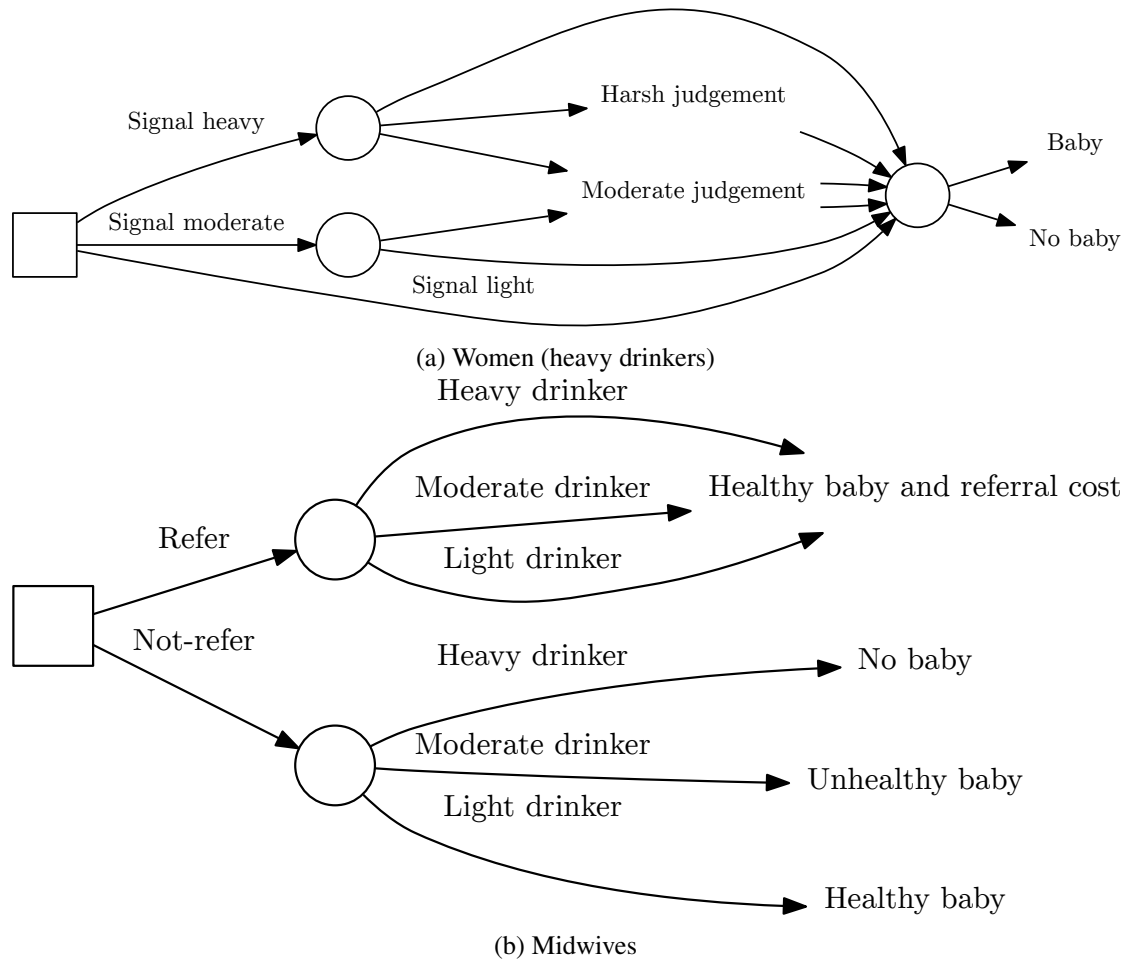 Signal heavy
Harsh judgement
Baby
Signal moderate
Moderate judgement
No baby
Signal light
(a) Women (heavy drinkers)
Heavy drinker
Moderate drinker
Healthy baby and referral cost
Refer
Light drinker
Not-refer
Heavy drinker
No baby
Moderate drinker
Unhealthy baby
Light drinker
Healthy baby
(b) Midwives